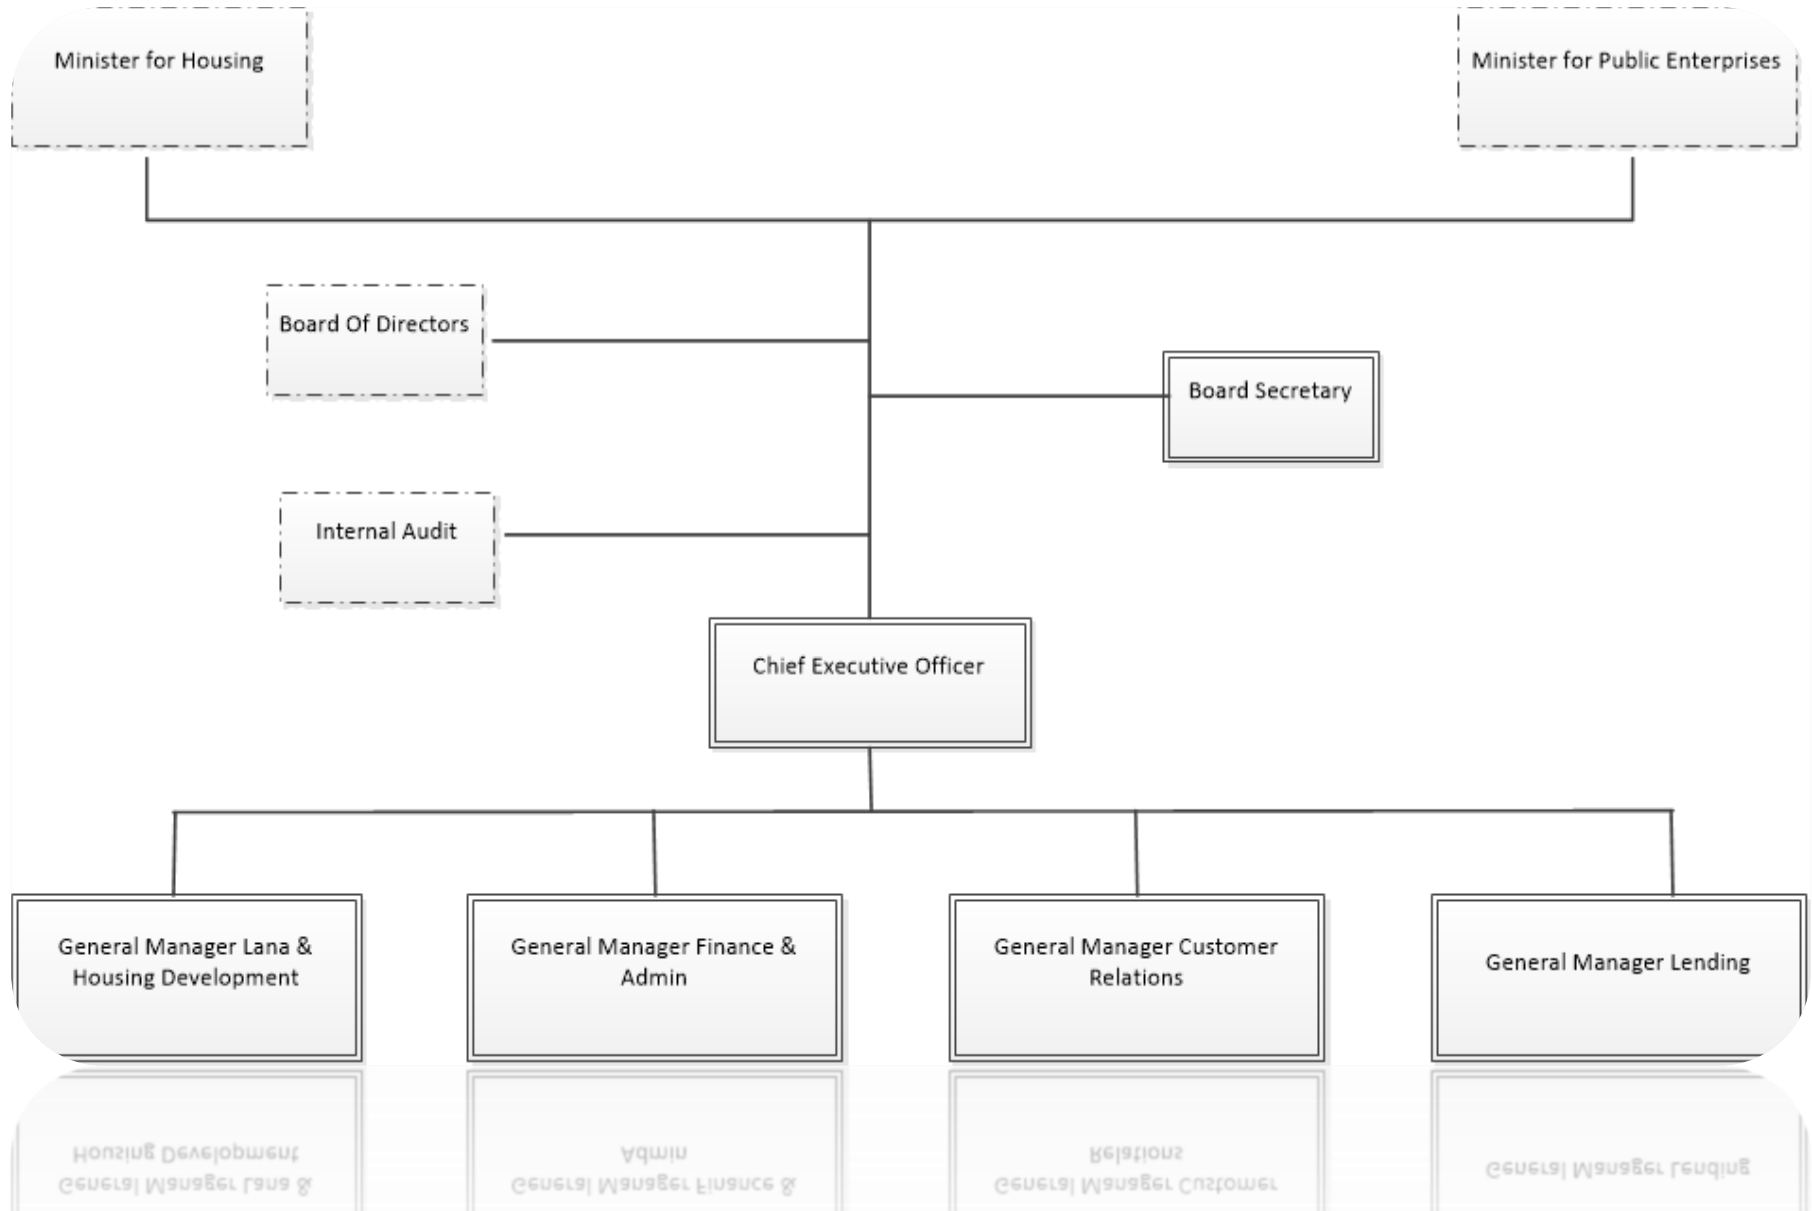 Minister for Housing
Minister for Public Enterprises
Board Of Directors
Board Secretary
Internal Audit
Chief Executive Officer
General Manager Lana &
Housing Development
General Manager Finance &
Admin
General Manager Customer
Relations
General Manager Lending